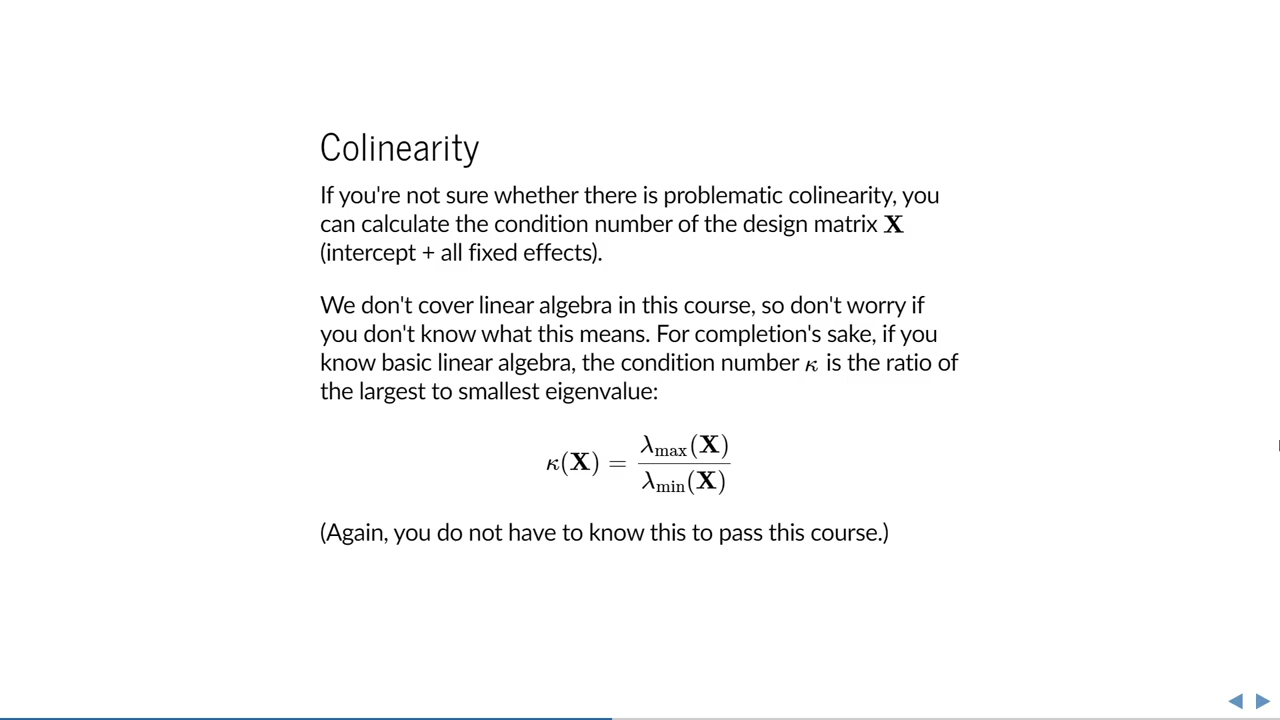 Colinearity
If you're not sure whether there is problematic colinearity, you
can calculate the condition number of the design matrix X
(intercept + all fixed effects).
We don't cover linear algebra in this course, so don't worry if
you don't know what this means. For completion's sake, if you
know basic linear algebra, the condition number κ is the ratio of
the largest to smallest eigenvalue:
κ(X) = λmax(X) / λmin(X)
(Again, you do not have to know this to pass this course.)